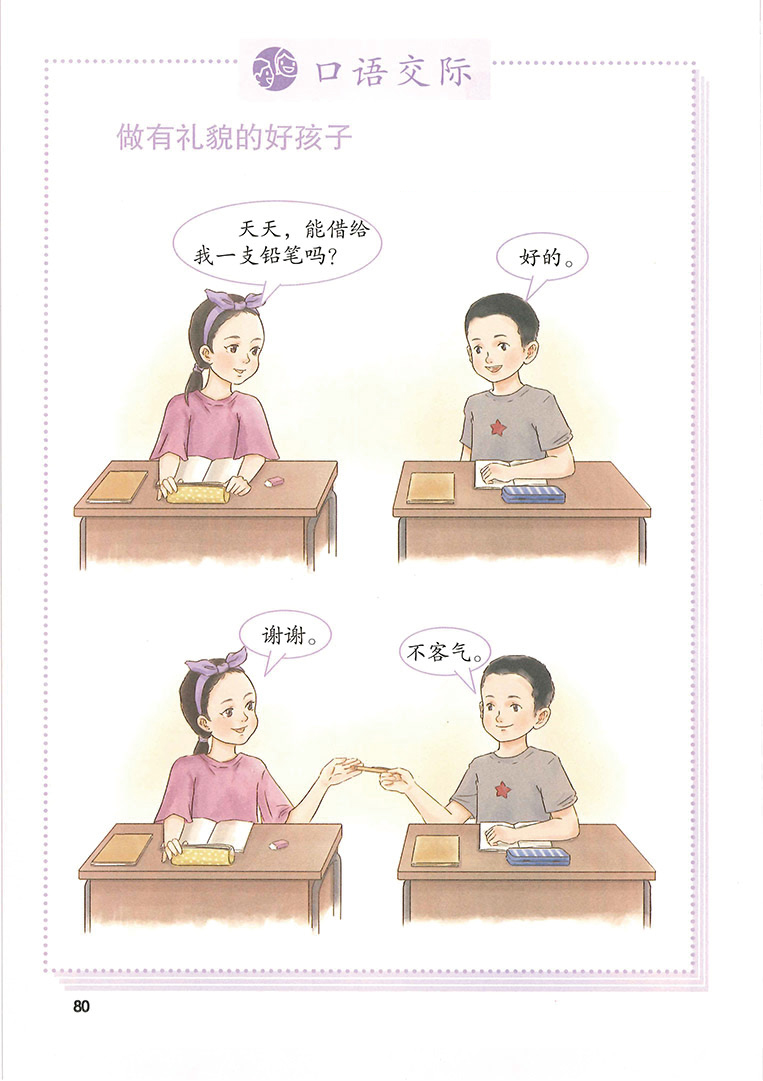 口语交际
做有礼貌的好孩子
天天，能借给
我一支铅笔吗？
好的。
谢谢。
不客气。
80